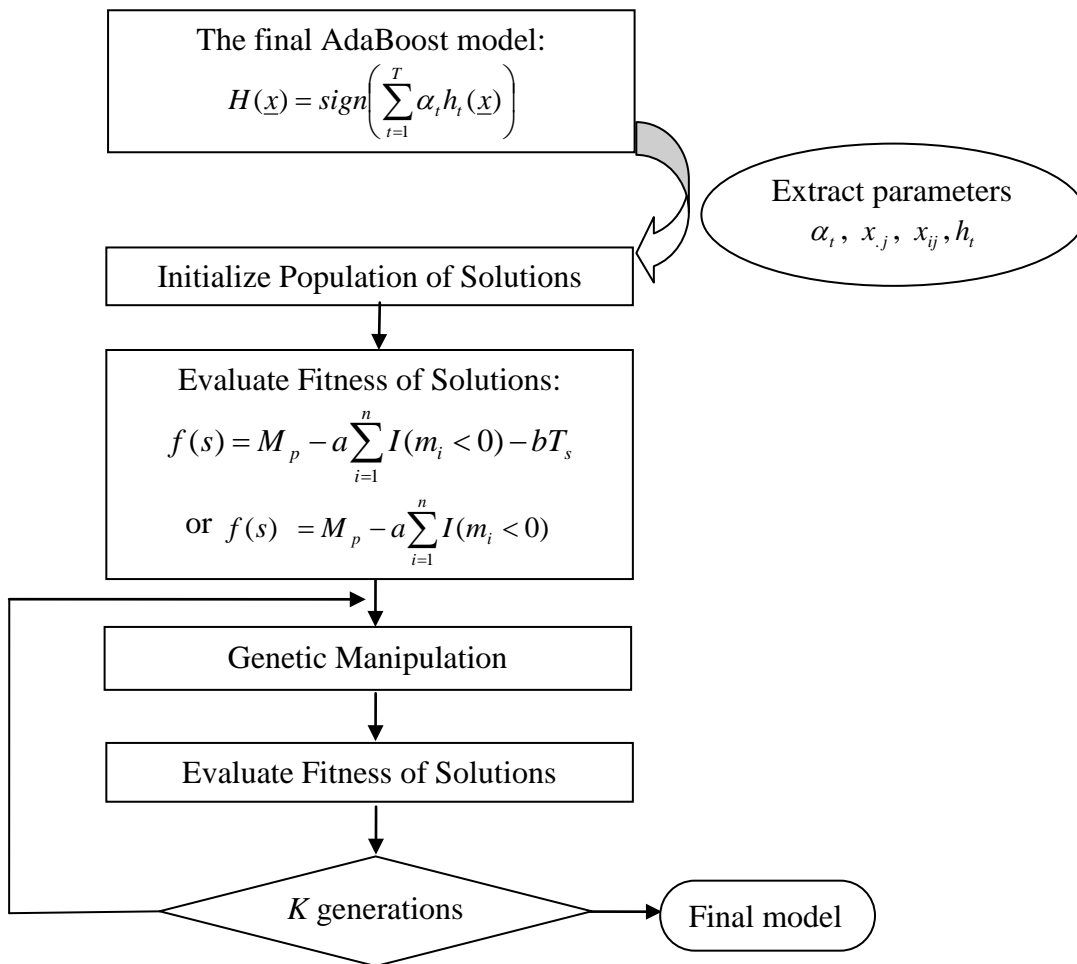 The final AdaBoost model:
H(x) = sign(∑_{t=1}^{T} α_t h_t(x))
Extract parameters
α_t , x_{.j} , x_{ij} , h_t
Initialize Population of Solutions
Evaluate Fitness of Solutions:
f(s) = M_p − a∑_{i=1}^{n} I(m_i < 0) − bT_s
or f(s) = M_p − a∑_{i=1}^{n} I(m_i < 0)
Genetic Manipulation
Evaluate Fitness of Solutions
K generations
Final model